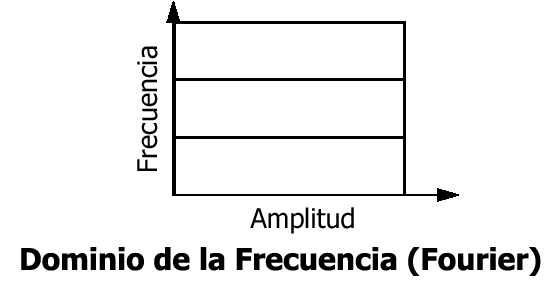 Frecuencia
Amplitud
Dominio de la Frecuencia (Fourier)